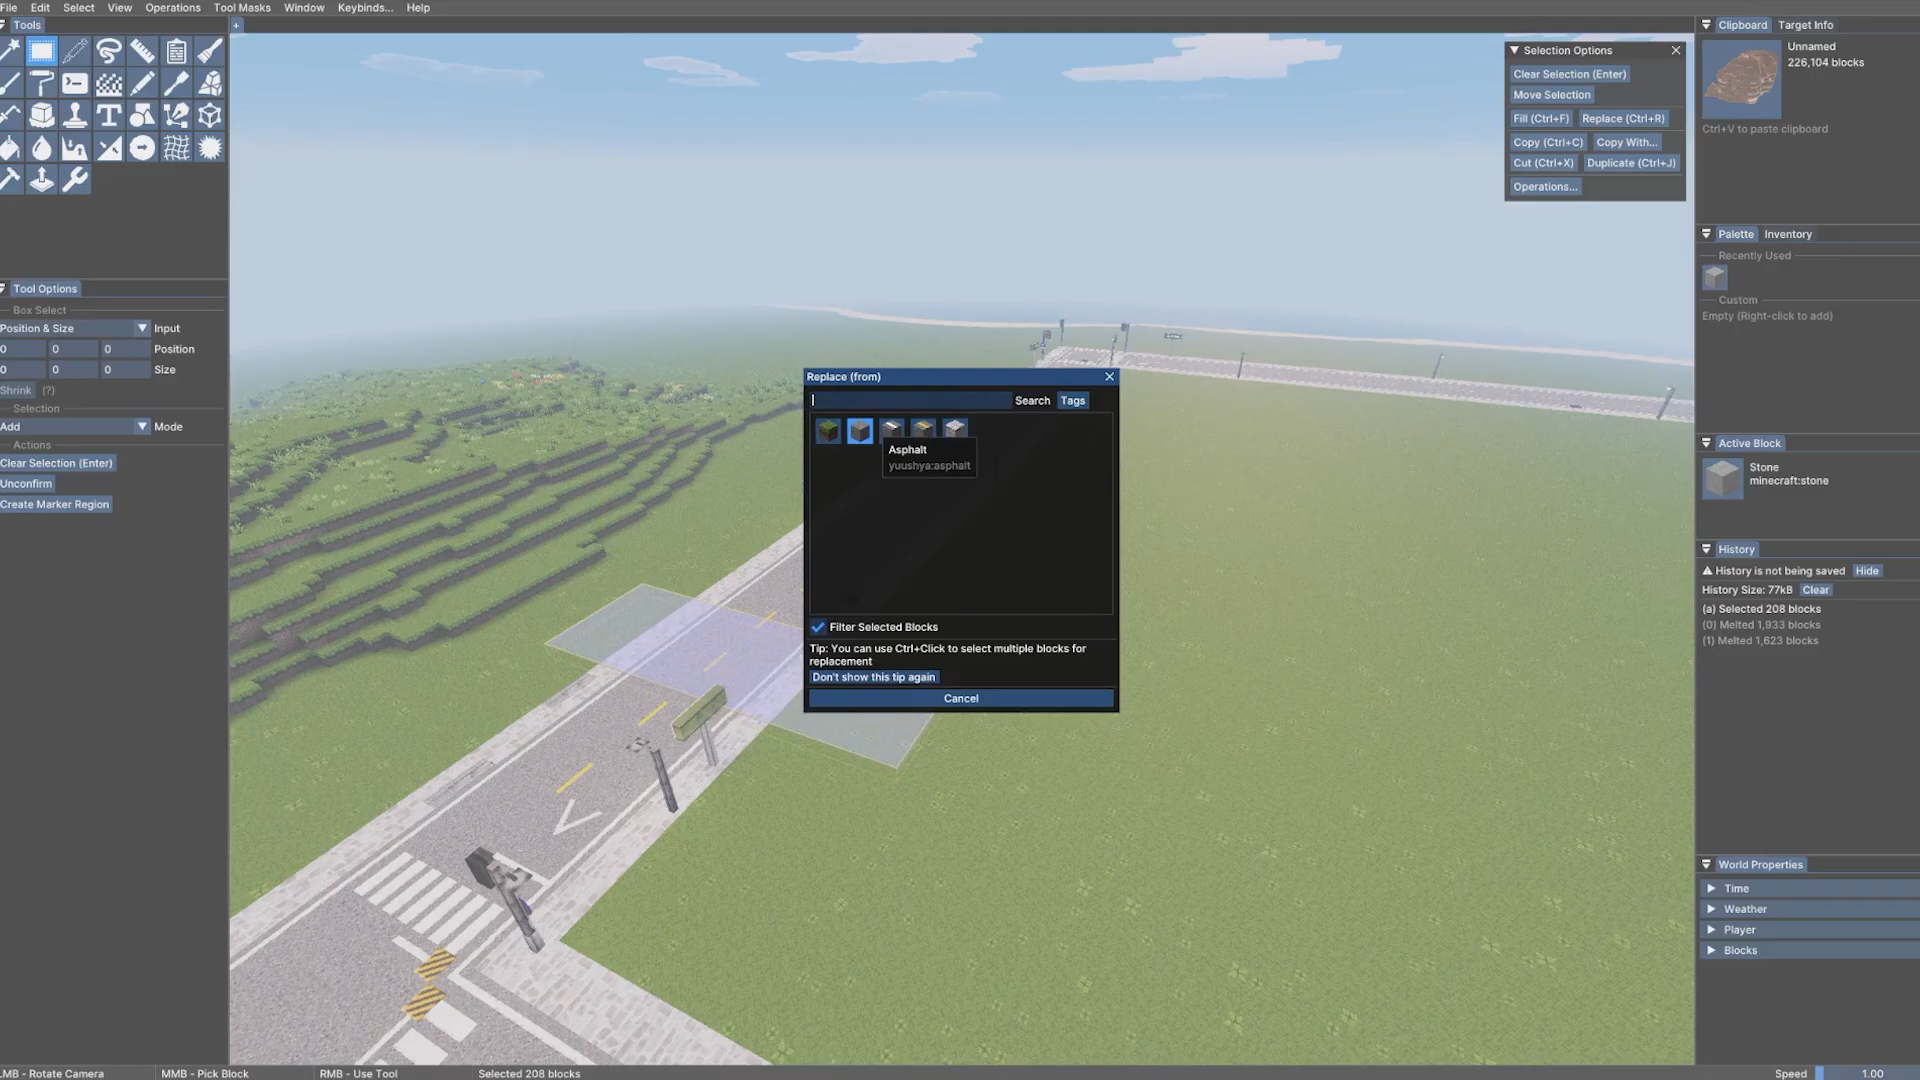 File Edit Select View Operations Tool Masks Window Keybinds... Help
Tools
+
Tool Options
Box Select
Position & Size Input
0 0 0 Position
0 0 0 Size
Shrink (?)
Selection
Add Mode
Actions
Clear Selection (Enter)
Unconfirm
Create Marker Region
Replace (from)
Search Tags
Asphalt
yuushya:asphalt
Filter Selected Blocks
Tip: You can use Ctrl+Click to select multiple blocks for
replacement
Don't show this tip again
Cancel
Selection Options
Clear Selection (Enter)
Move Selection
Fill (Ctrl+F) Replace (Ctrl+R)
Copy (Ctrl+C) Copy With...
Cut (Ctrl+X) Duplicate (Ctrl+J)
Operations...
Clipboard Target Info
Unnamed
226,104 blocks
Ctrl+V to paste clipboard
Palette Inventory
Recently Used
Custom
Empty (Right-click to add)
Active Block
Stone
minecraft:stone
History
History is not being saved Hide
History Size: 77kB Clear
(a) Selected 208 blocks
(0) Melted 1,933 blocks
(1) Melted 1,623 blocks
World Properties
Time
Weather
Player
Blocks
LMB - Rotate Camera MMB - Pick Block RMB - Use Tool Selected 208 blocks Speed 1.00